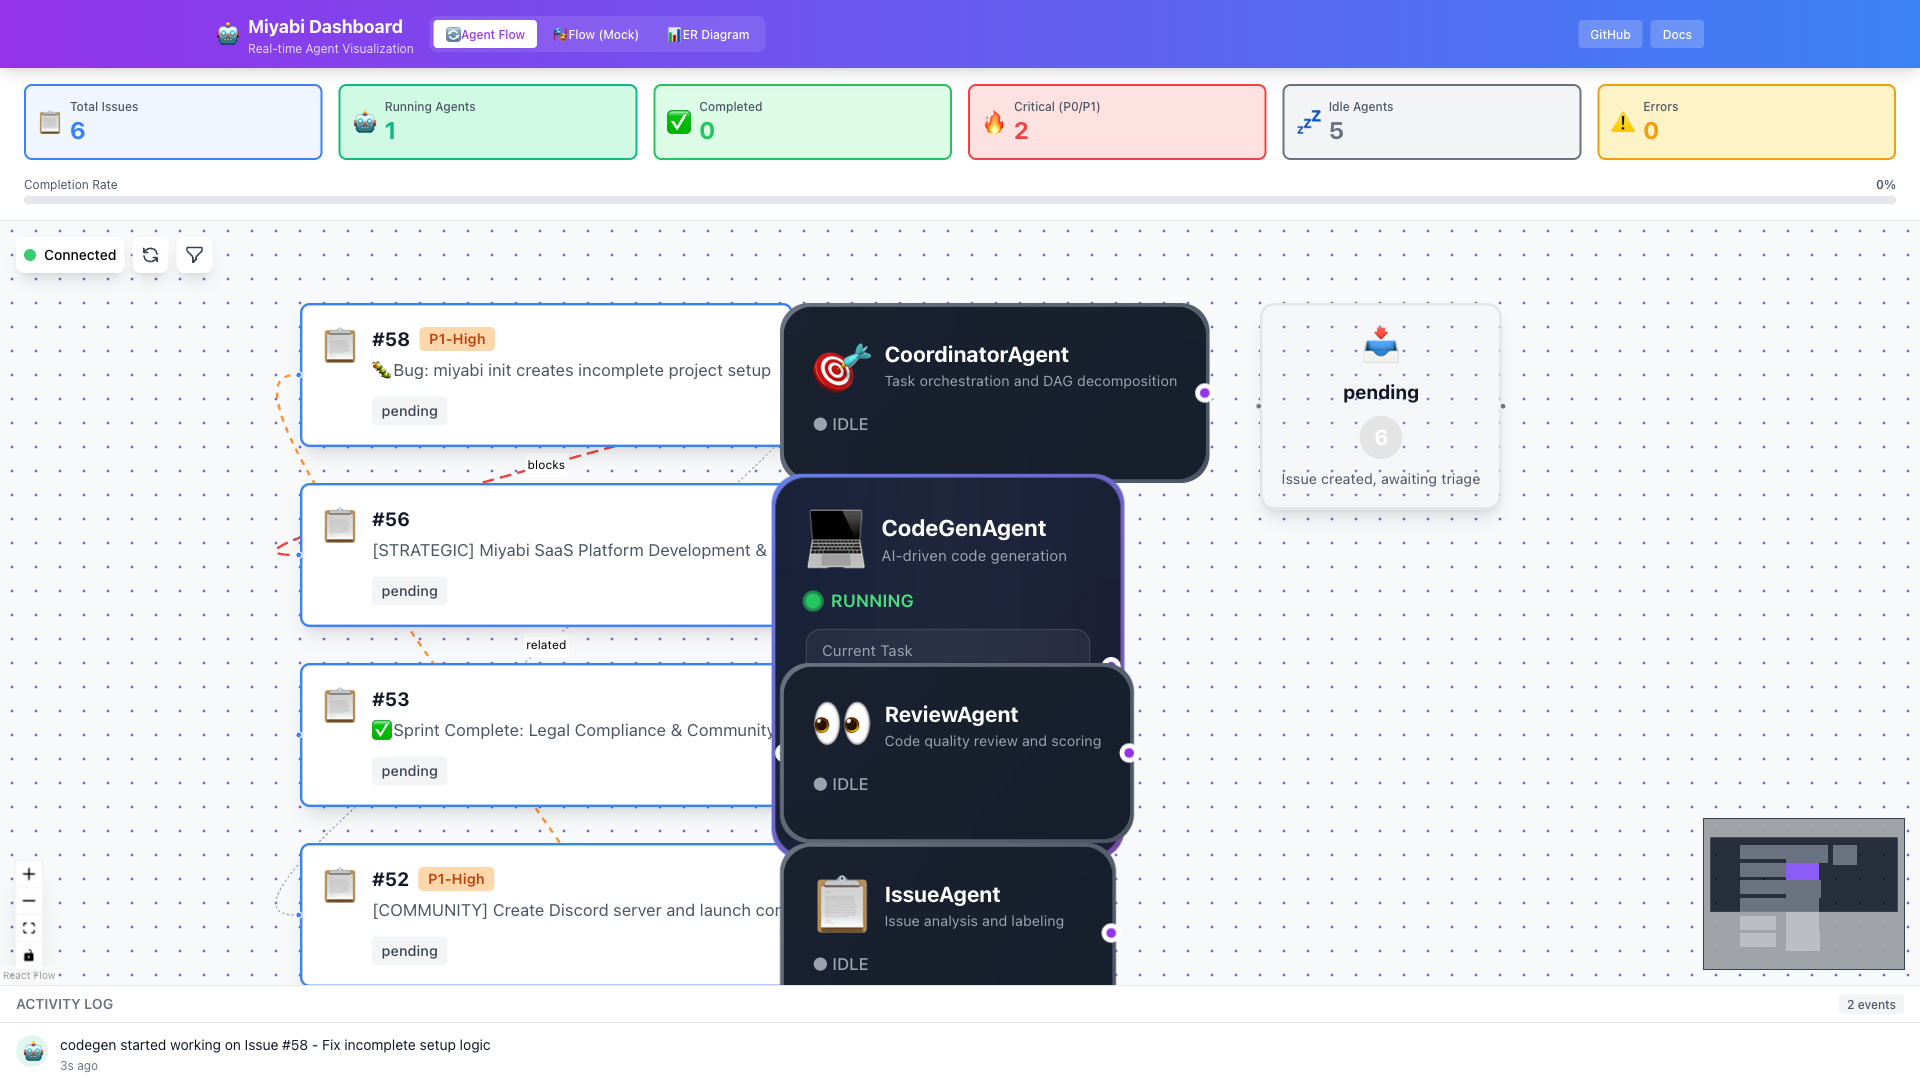 Miyabi Dashboard
Real-time Agent Visualization
Agent Flow
Flow (Mock)
ER Diagram
GitHub
Docs
Total Issues
6
Running Agents
1
Completed
0
Critical (P0/P1)
2
Idle Agents
5
Errors
0
Completion Rate
0%
Connected
#58
P1-High
Bug: miyabi init creates incomplete project setup
pending
blocks
#56
[STRATEGIC] Miyabi SaaS Platform Development &
pending
related
#53
Sprint Complete: Legal Compliance & Community
pending
#52
P1-High
[COMMUNITY] Create Discord server and launch
pending
CoordinatorAgent
Task orchestration and DAG decomposition
IDLE
CodeGenAgent
AI-driven code generation
RUNNING
Current Task
ReviewAgent
Code quality review and scoring
IDLE
IssueAgent
Issue analysis and labeling
IDLE
pending
6
Issue created, awaiting triage
React Flow
ACTIVITY LOG
2 events
codegen started working on Issue #58 - Fix incomplete setup logic
3s ago